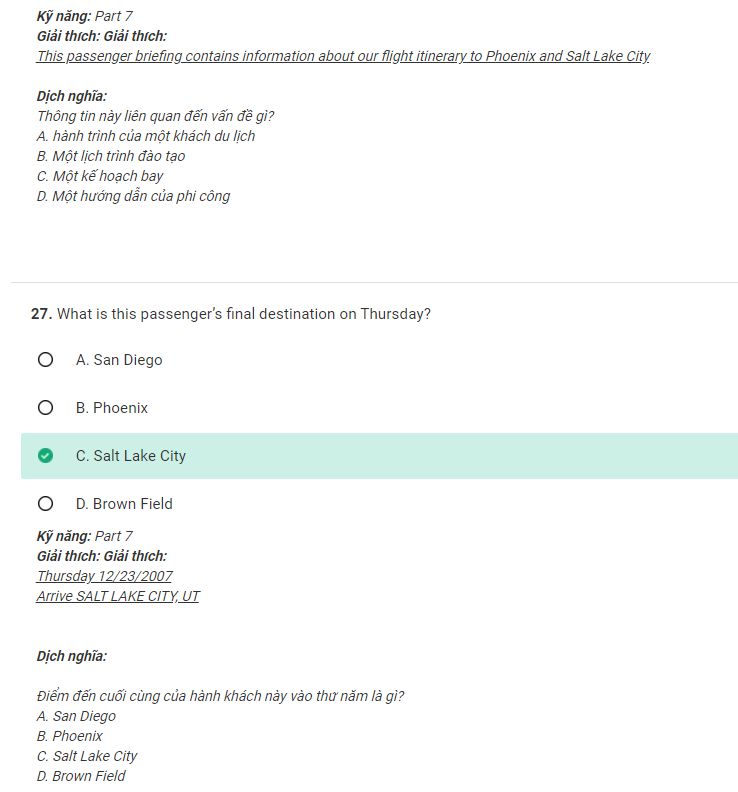 Kỹ năng: Part 7
Giải thích: Giải thích:
This passenger briefing contains information about our flight itinerary to Phoenix and Salt Lake City
Dịch nghĩa:
Thông tin này liên quan đến vấn đề gì?
A. hành trình của một khách du lịch
B. Một lịch trình đào tạo
C. Một kế hoạch bay
D. Một hướng dẫn của phi công
27. What is this passenger's final destination on Thursday?
A. San Diego
B. Phoenix
C. Salt Lake City
D. Brown Field
Kỹ năng: Part 7
Giải thích: Giải thích:
Thursday 12/23/2007
Arrive SALT LAKE CITY, UT
Dịch nghĩa:
Điểm đến cuối cùng của hành khách này vào thứ năm là gì?
A. San Diego
B. Phoenix
C. Salt Lake City
D. Brown Field